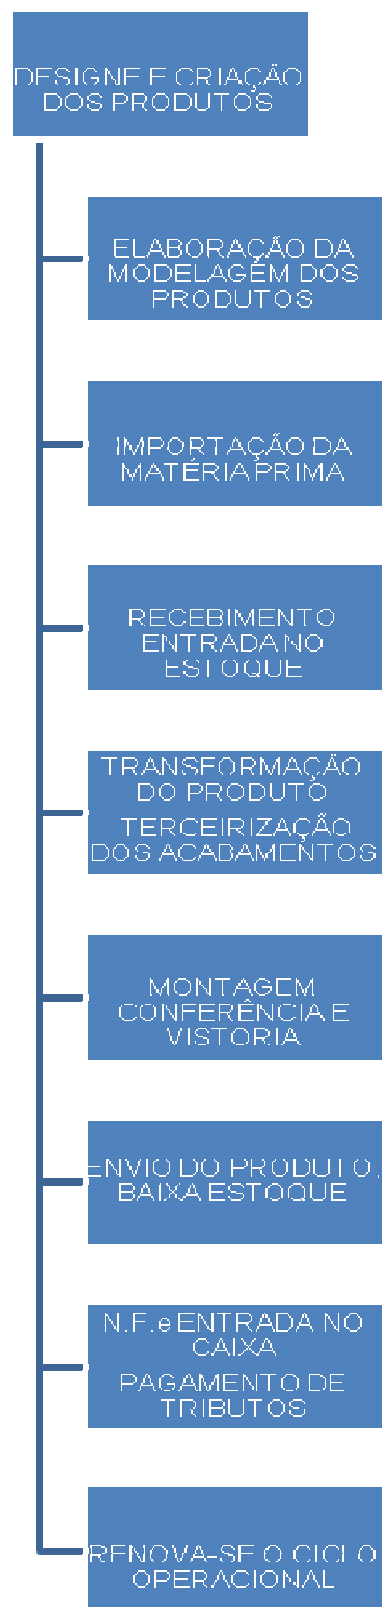 DESIGNE E CRIAÇÃO
DOS PRODUTOS
ELABORAÇÃO DA
MODELAGEM DOS
PRODUTOS
IMPORTAÇÃO DA
MATÉRIA PRIMA
RECEBIMENTO
ENTRADA NO
ESTOQUE
TRANSFORMAÇÃO
DO PRODUTO
TERCEIRIZAÇÃO
DOS ACABAMENTOS
MONTAGEM
CONFERÊNCIA E
VISTORIA
ENVIO DO PRODUTO,
BAIXA ESTOQUE
N.F.e ENTRADA NO
CAIXA
PAGAMENTO DE
TRIBUTOS
RENOVA-SE O CICLO
OPERACIONAL